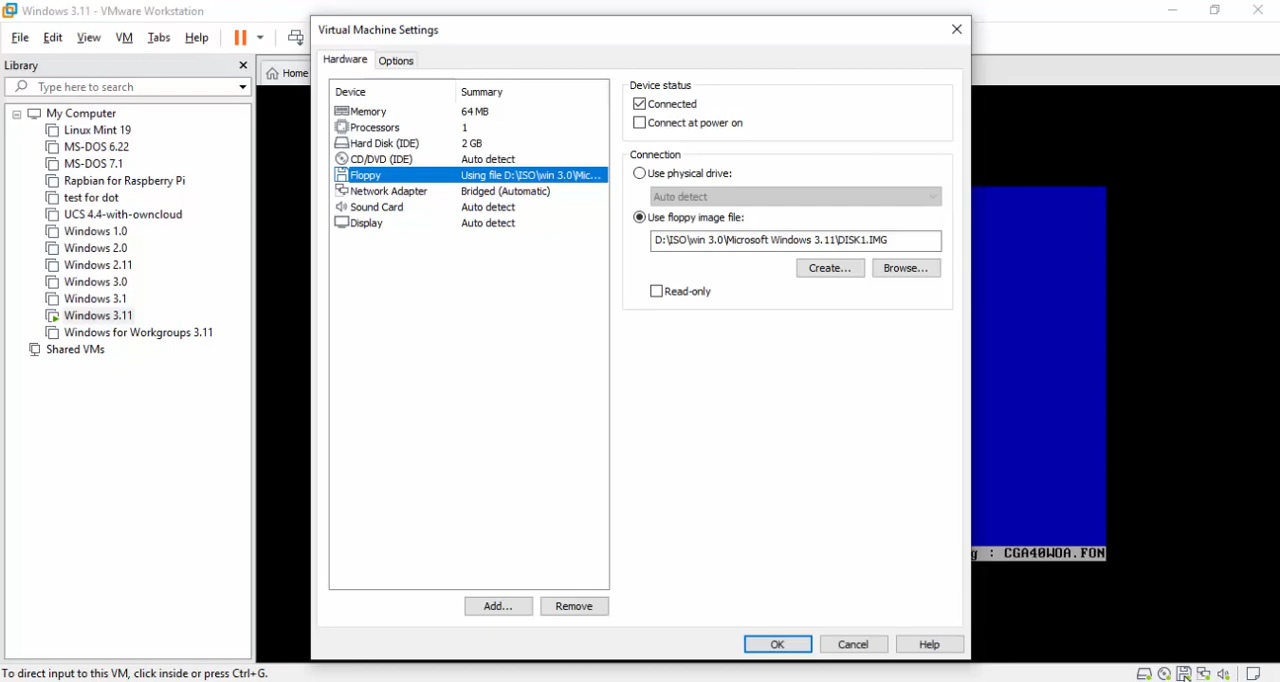 Windows 3.11 - VMware Workstation
File Edit View VM Tabs Help
Library
Type here to search
My Computer
Linux Mint 19
MS-DOS 6.22
MS-DOS 7.1
Rapbian for Raspberry Pi
test for dot
UCS 4.4-with-owncloud
Windows 1.0
Windows 2.0
Windows 2.11
Windows 3.0
Windows 3.1
Windows 3.11
Windows for Workgroups 3.11
Shared VMs
Home
Virtual Machine Settings
Hardware Options
Device Summary
Memory 64 MB
Processors 1
Hard Disk (IDE) 2 GB
CD/DVD (IDE) Auto detect
Floppy Using file D:\ISO\win 3.0\Mic...
Network Adapter Bridged (Automatic)
Sound Card Auto detect
Display Auto detect
Add... Remove
Device status
Connected
Connect at power on
Connection
Use physical drive:
Auto detect
Use floppy image file:
D:\ISO\win 3.0\Microsoft Windows 3.11\DISK1.IMG
Create... Browse...
Read-only
OK Cancel Help
g : CGA40WOA.FON
To direct input to this VM, click inside or press Ctrl+G.